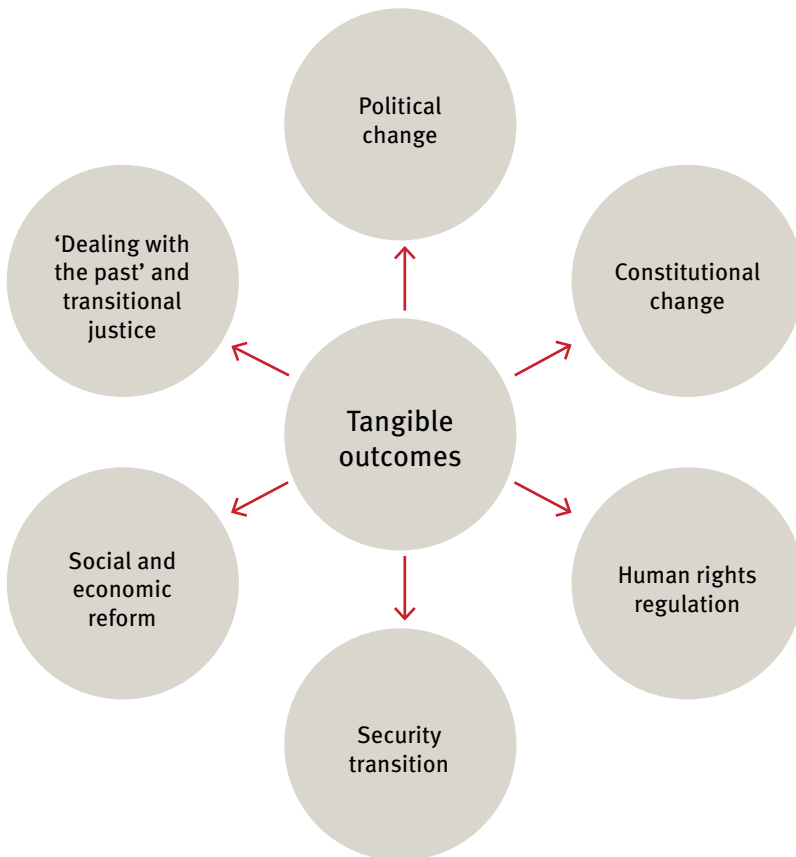 Political
change
‘Dealing with
the past’ and
transitional
justice
Constitutional
change
Tangible
outcomes
Social and
economic
reform
Human rights
regulation
Security
transition